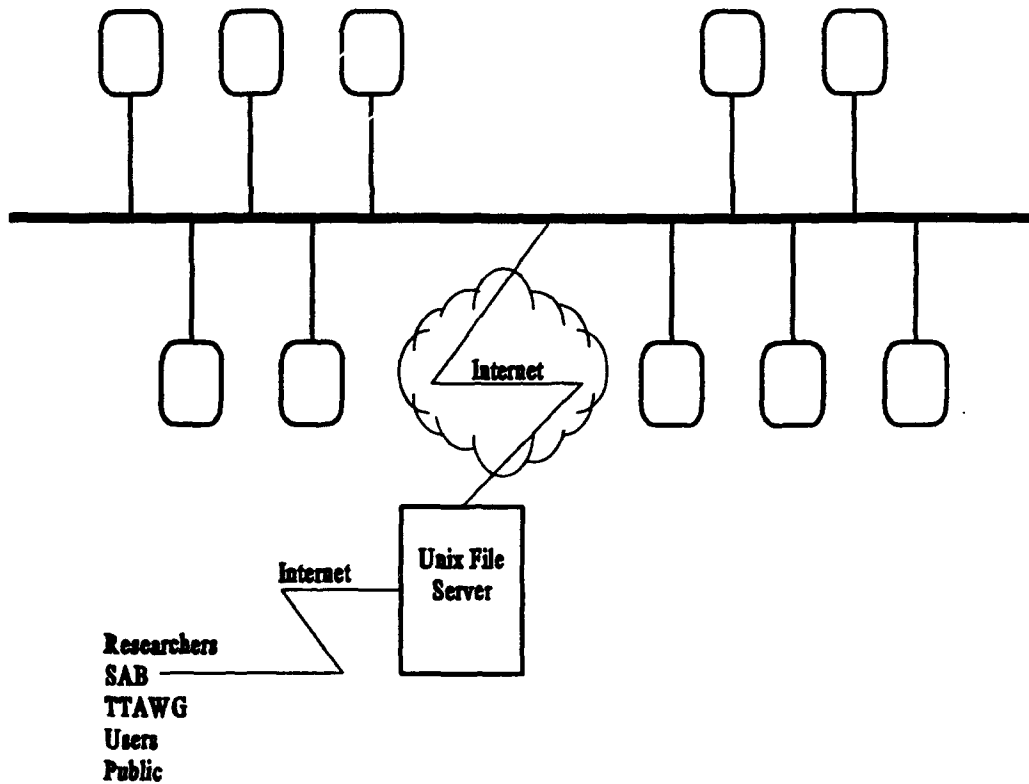 Internet
Unix File
Server
Internet
Researchers
SAB
TTAWG
Users
Public